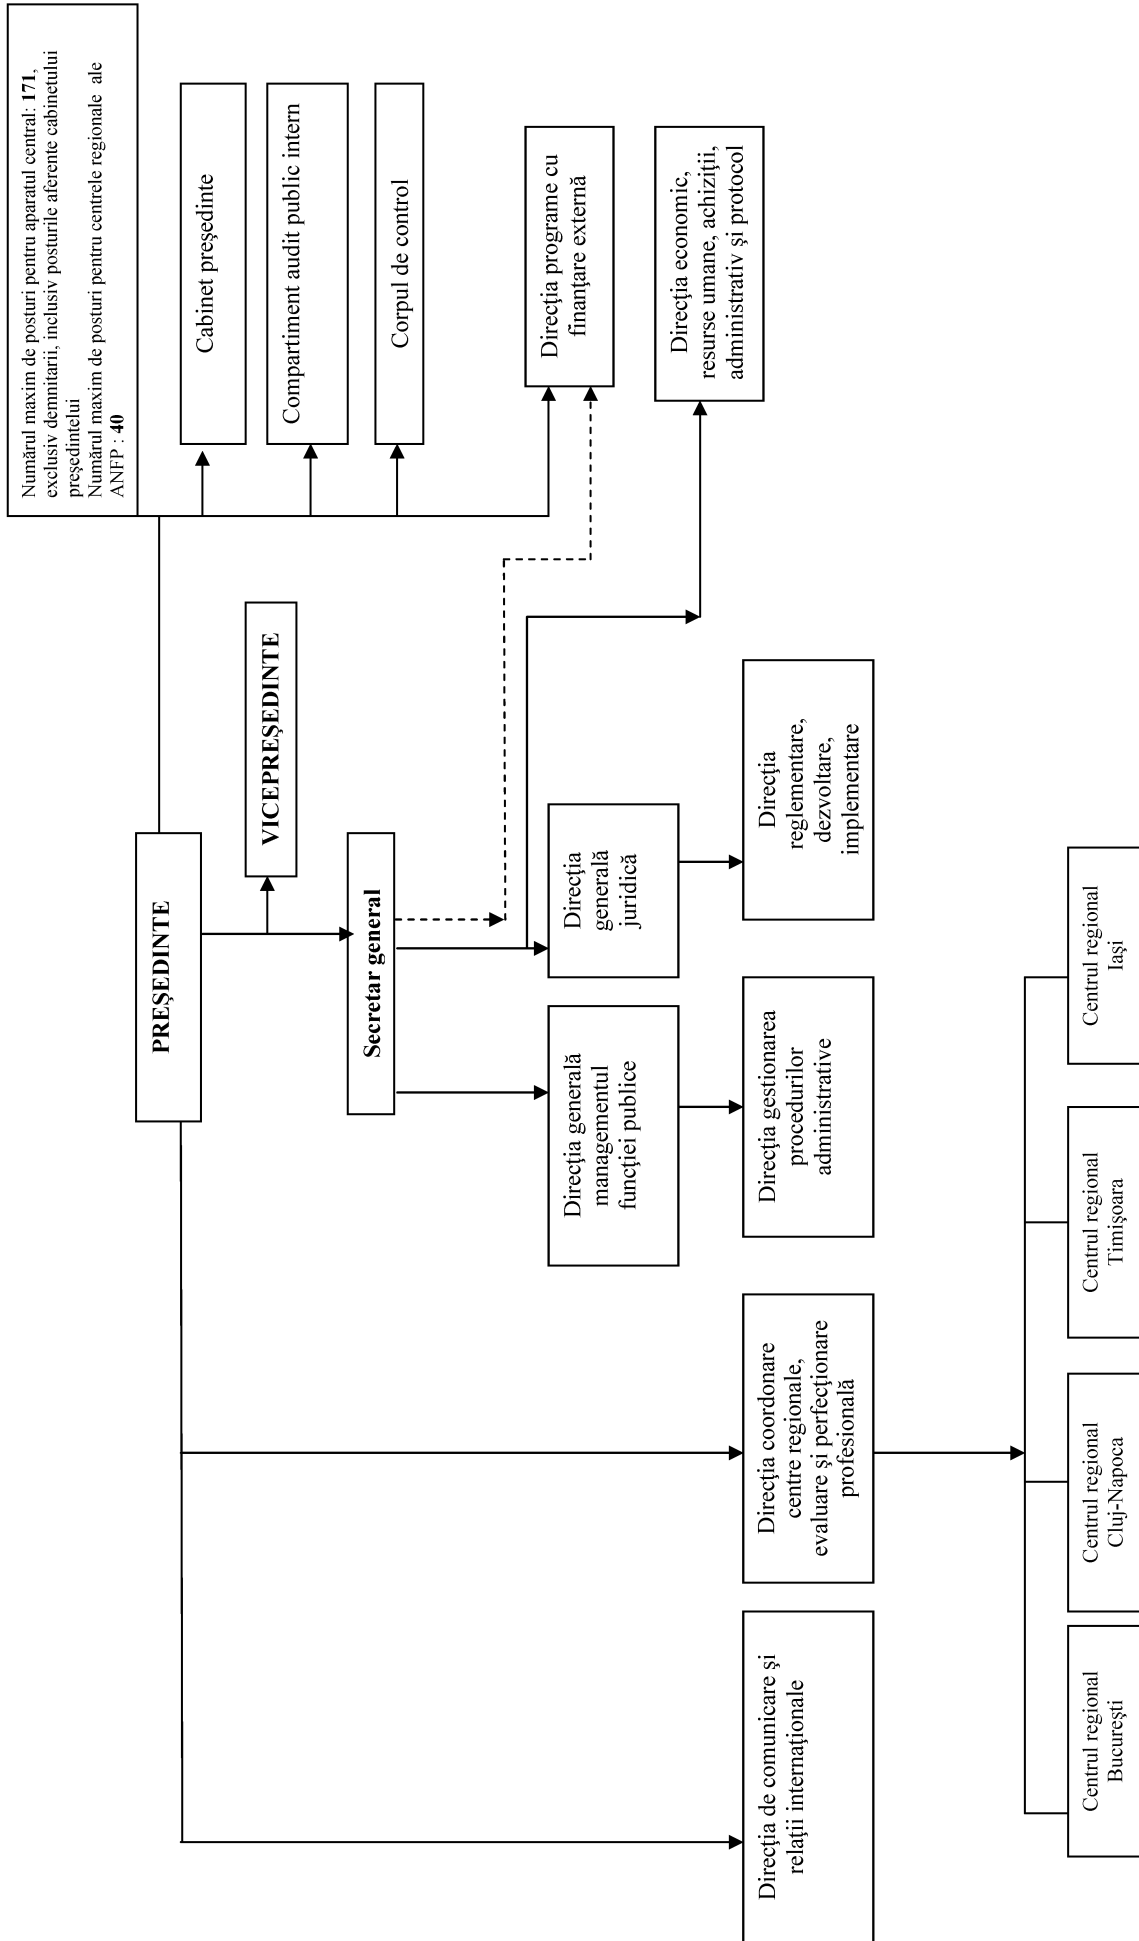 Numărul maxim de posturi pentru aparatul central: 171,
exclusiv demnitarii, inclusiv posturile aferente cabinetului
preşedintelui
Numărul maxim de posturi pentru centrele regionale ale
ANFP : 40
PREŞEDINTE
Cabinet preşedinte
VICEPREŞEDINTE
Compartiment audit public intern
Secretar general
Corpul de control
Direcţia generală
managementul
funcţiei publice
Direcţia
generală
juridică
Direcţia programe cu
finanţare externă
Direcţia economic,
resurse umane, achiziţii,
administrativ şi protocol
Direcţia de comunicare şi
relaţii internaţionale
Direcţia coordonare
centre regionale,
evaluare şi perfecţionare
profesională
Direcţia gestionarea
procedurilor
administrative
Direcţia
reglementare,
dezvoltare,
implementare
Centrul regional
Bucureşti
Centrul regional
Cluj-Napoca
Centrul regional
Timişoara
Centrul regional
Iaşi